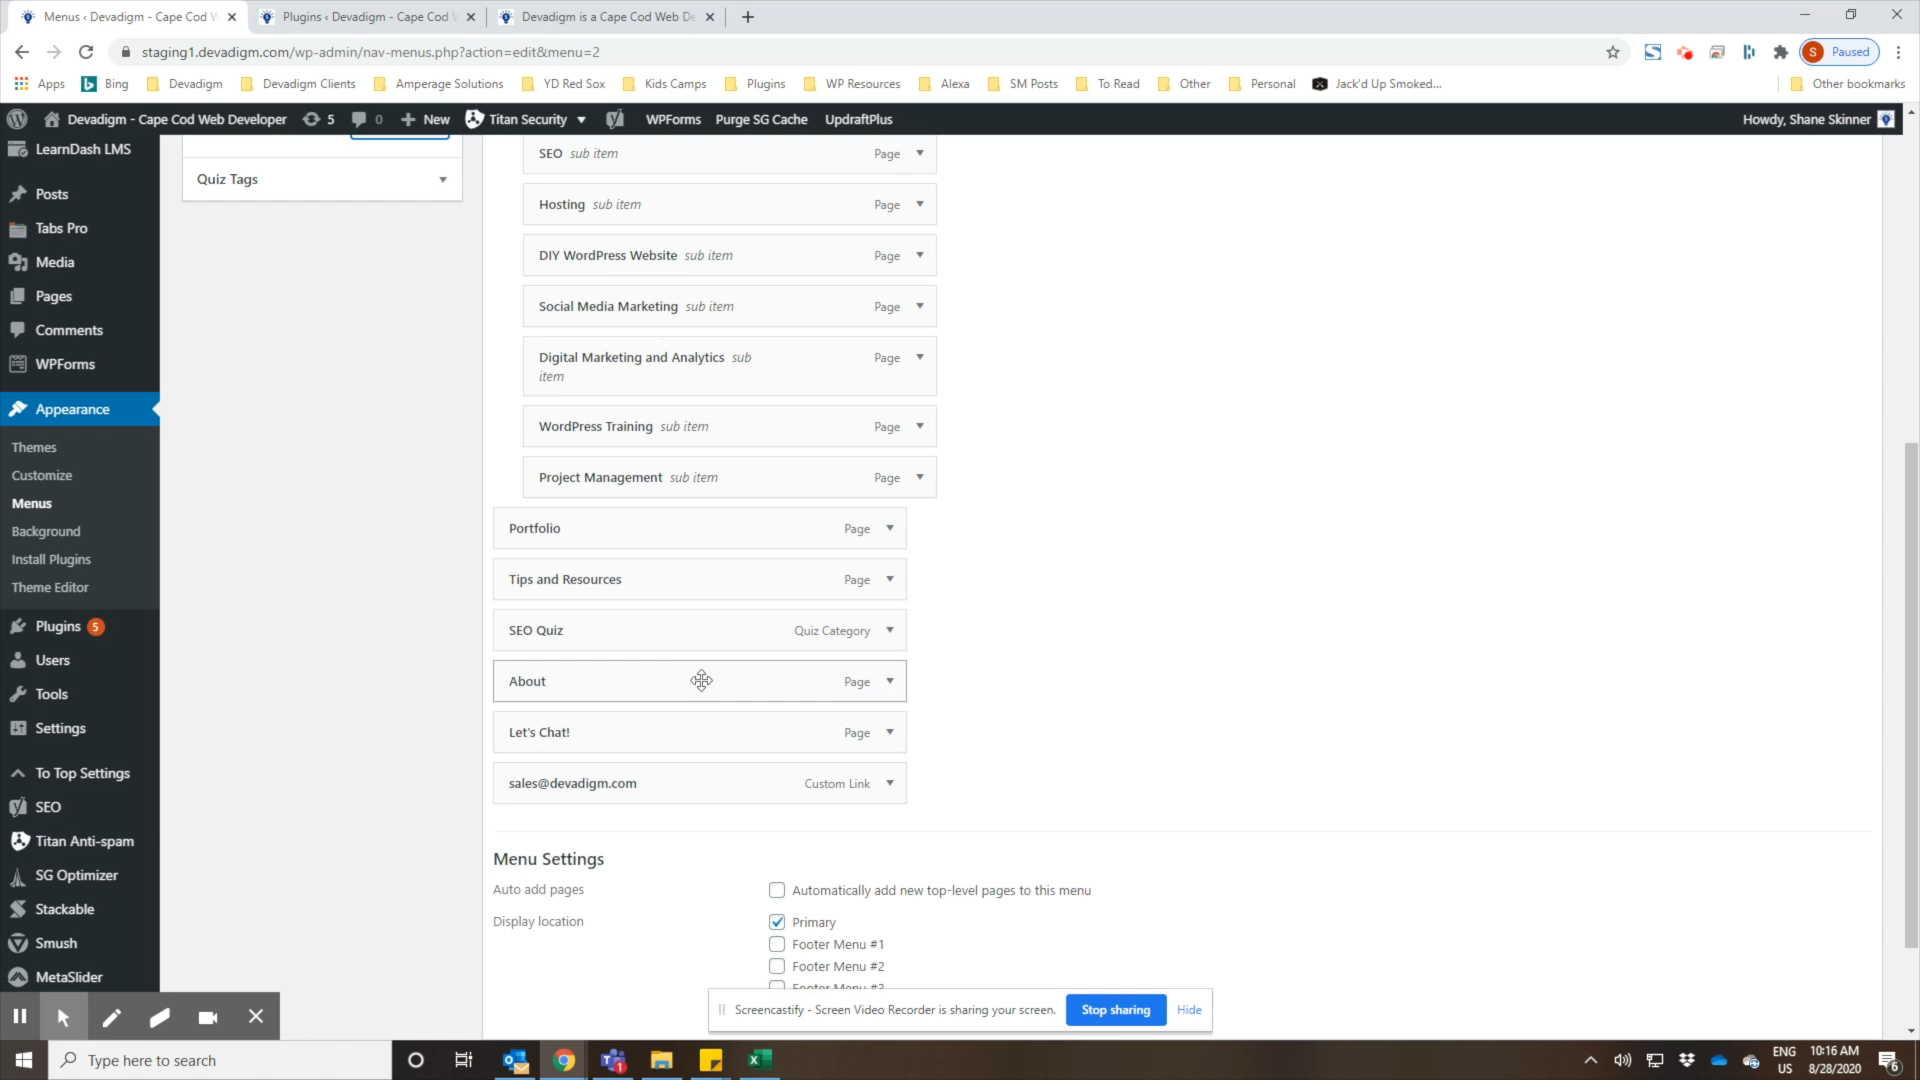 Menus ‹ Devadigm - Cape Cod W
Plugins ‹ Devadigm - Cape Cod W
Devadigm is a Cape Cod Web De
staging1.devadigm.com/wp-admin/nav-menus.php?action=edit&menu=2
S Paused
Apps
Bing
Devadigm
Devadigm Clients
Amperage Solutions
YD Red Sox
Kids Camps
Plugins
WP Resources
Alexa
SM Posts
To Read
Other
Personal
Jack'd Up Smoked...
Other bookmarks
Devadigm - Cape Cod Web Developer
5
0
New
Titan Security
WPForms
Purge SG Cache
UpdraftPlus
Howdy, Shane Skinner
LearnDash LMS
Posts
Tabs Pro
Media
Pages
Comments
WPForms
Appearance
Themes
Customize
Menus
Background
Install Plugins
Theme Editor
Plugins 5
Users
Tools
Settings
To Top Settings
SEO
Titan Anti-spam
SG Optimizer
Stackable
Smush
MetaSlider
Quiz Tags
SEO sub item Page
Hosting sub item Page
DIY WordPress Website sub item Page
Social Media Marketing sub item Page
Digital Marketing and Analytics sub Page
item
WordPress Training sub item Page
Project Management sub item Page
Portfolio Page
Tips and Resources Page
SEO Quiz Quiz Category
About Page
Let's Chat! Page
sales@devadigm.com Custom Link
Menu Settings
Auto add pages
Automatically add new top-level pages to this menu
Display location
Primary
Footer Menu #1
Footer Menu #2
Footer Menu #3
Screencastify - Screen Video Recorder is sharing your screen.
Stop sharing
Hide
Type here to search
1
ENG
US
10:16 AM
8/28/2020
6